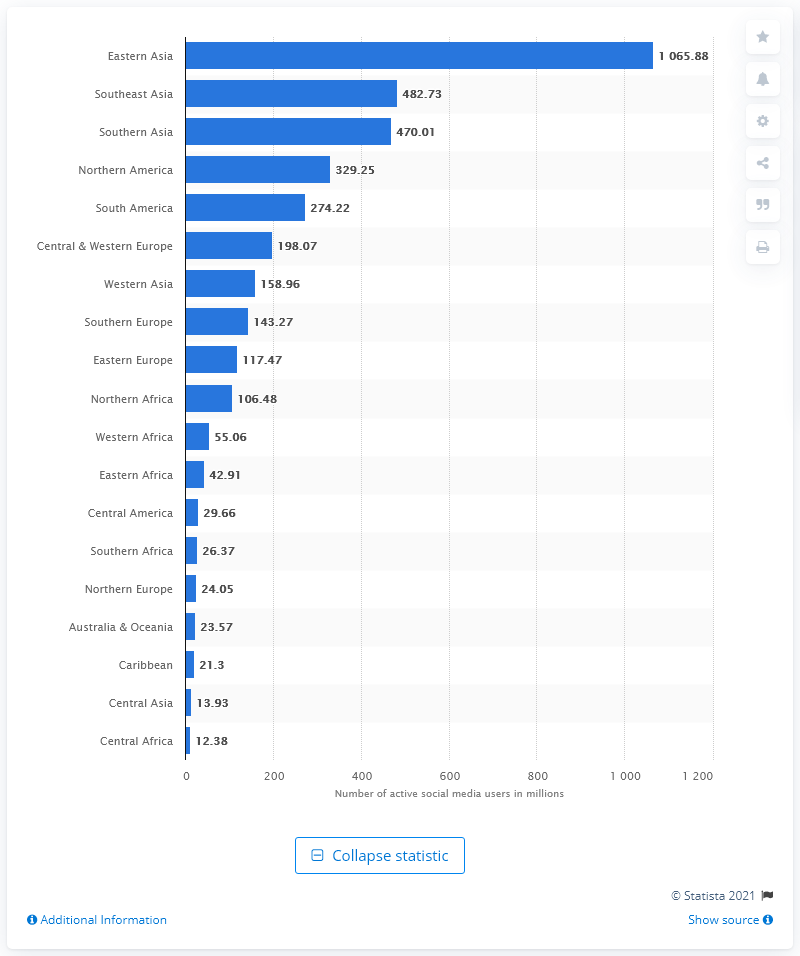 Eastern Asia 1 065.88
Southeast Asia 482.73
Southern Asia 470.01
Northern America 329.25
South America 274.22
Central & Western Europe 198.07
Western Asia 158.96
Southern Europe 143.27
Eastern Europe 117.47
Northern Africa 106.48
Western Africa 55.06
Eastern Africa 42.91
Central America 29.66
Southern Africa 26.37
Northern Europe 24.05
Australia & Oceania 23.57
Caribbean 21.3
Central Asia 13.93
Central Africa 12.38
0 200 400 600 800 1 000 1 200
Number of active social media users in millions
Collapse statistic
© Statista 2021
Additional Information Show source